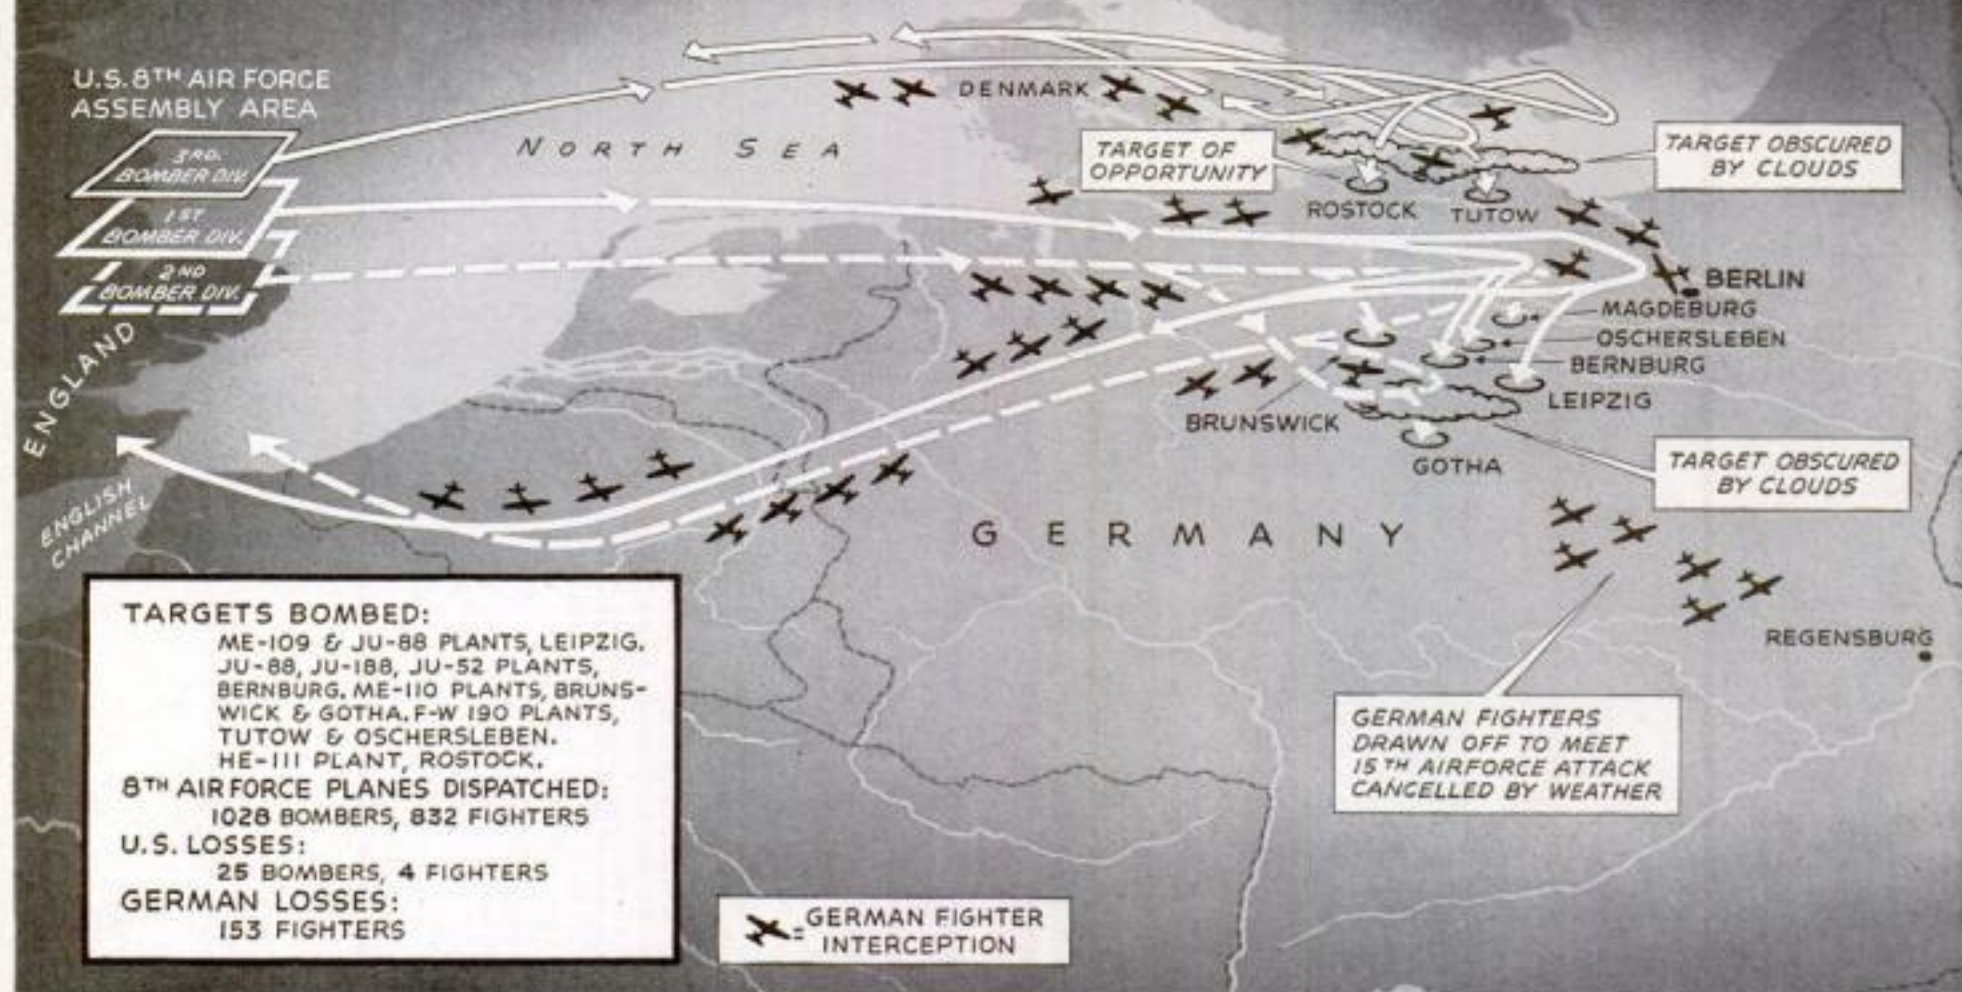 U.S. 8TH AIR FORCE
ASSEMBLY AREA
3RD.
BOMBER DIV.
1ST
BOMBER DIV.
2ND
BOMBER DIV.
ENGLAND
ENGLISH
CHANNEL
NORTH SEA
DENMARK
TARGET OF
OPPORTUNITY
TARGET OBSCURED
BY CLOUDS
ROSTOCK
TUTOW
BERLIN
MAGDEBURG
OSCHERSLEBEN
BERNBURG
LEIPZIG
BRUNSWICK
GOTHA
TARGET OBSCURED
BY CLOUDS
GERMANY
REGENSBURG
GERMAN FIGHTERS
DRAWN OFF TO MEET
15TH AIRFORCE ATTACK
CANCELLED BY WEATHER
TARGETS BOMBED:
ME-109 & JU-88 PLANTS, LEIPZIG.
JU-88, JU-188, JU-52 PLANTS,
BERNBURG. ME-110 PLANTS, BRUNS-
WICK & GOTHA. F-W 190 PLANTS,
TUTOW & OSCHERSLEBEN.
HE-111 PLANT, ROSTOCK.
8TH AIR FORCE PLANES DISPATCHED:
1028 BOMBERS, 832 FIGHTERS
U.S. LOSSES:
25 BOMBERS, 4 FIGHTERS
GERMAN LOSSES:
153 FIGHTERS
= GERMAN FIGHTER
INTERCEPTION